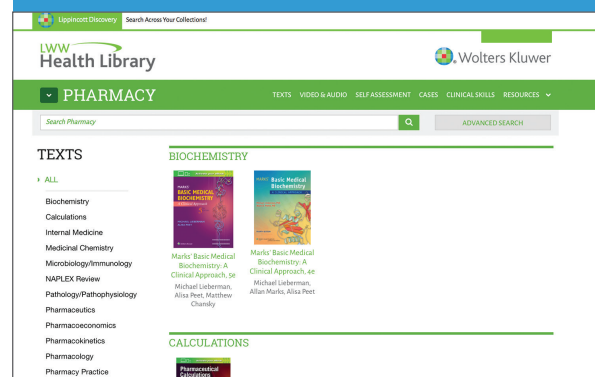 Lippincott Discovery Search Across Your Collections!
LWW
Health Library
Wolters Kluwer
PHARMACY
TEXTS VIDEO & AUDIO SELF ASSESSMENT CASES CLINICAL SKILLS RESOURCES
Search Pharmacy
ADVANCED SEARCH
TEXTS
ALL
Biochemistry
Calculations
Internal Medicine
Medicinal Chemistry
Microbiology/Immunology
NAPLEX Review
Pathology/Pathophysiology
Pharmaceutics
Pharmacoeconomics
Pharmacokinetics
Pharmacology
Pharmacy Practice
BIOCHEMISTRY
MARKS'
BASIC MEDICAL
BIOCHEMISTRY
A Clinical Approach
Marks' Basic Medical
Biochemistry: A
Clinical Approach, 5e
Michael Lieberman,
Alisa Peet, Matthew
Chansky
MARKS' Basic Medical
Biochemistry
Marks' Basic Medical
Biochemistry: A
Clinical Approach, 4e
Michael Lieberman,
Allan Marks, Alisa Peet
CALCULATIONS
Pharmaceutical
Calculations